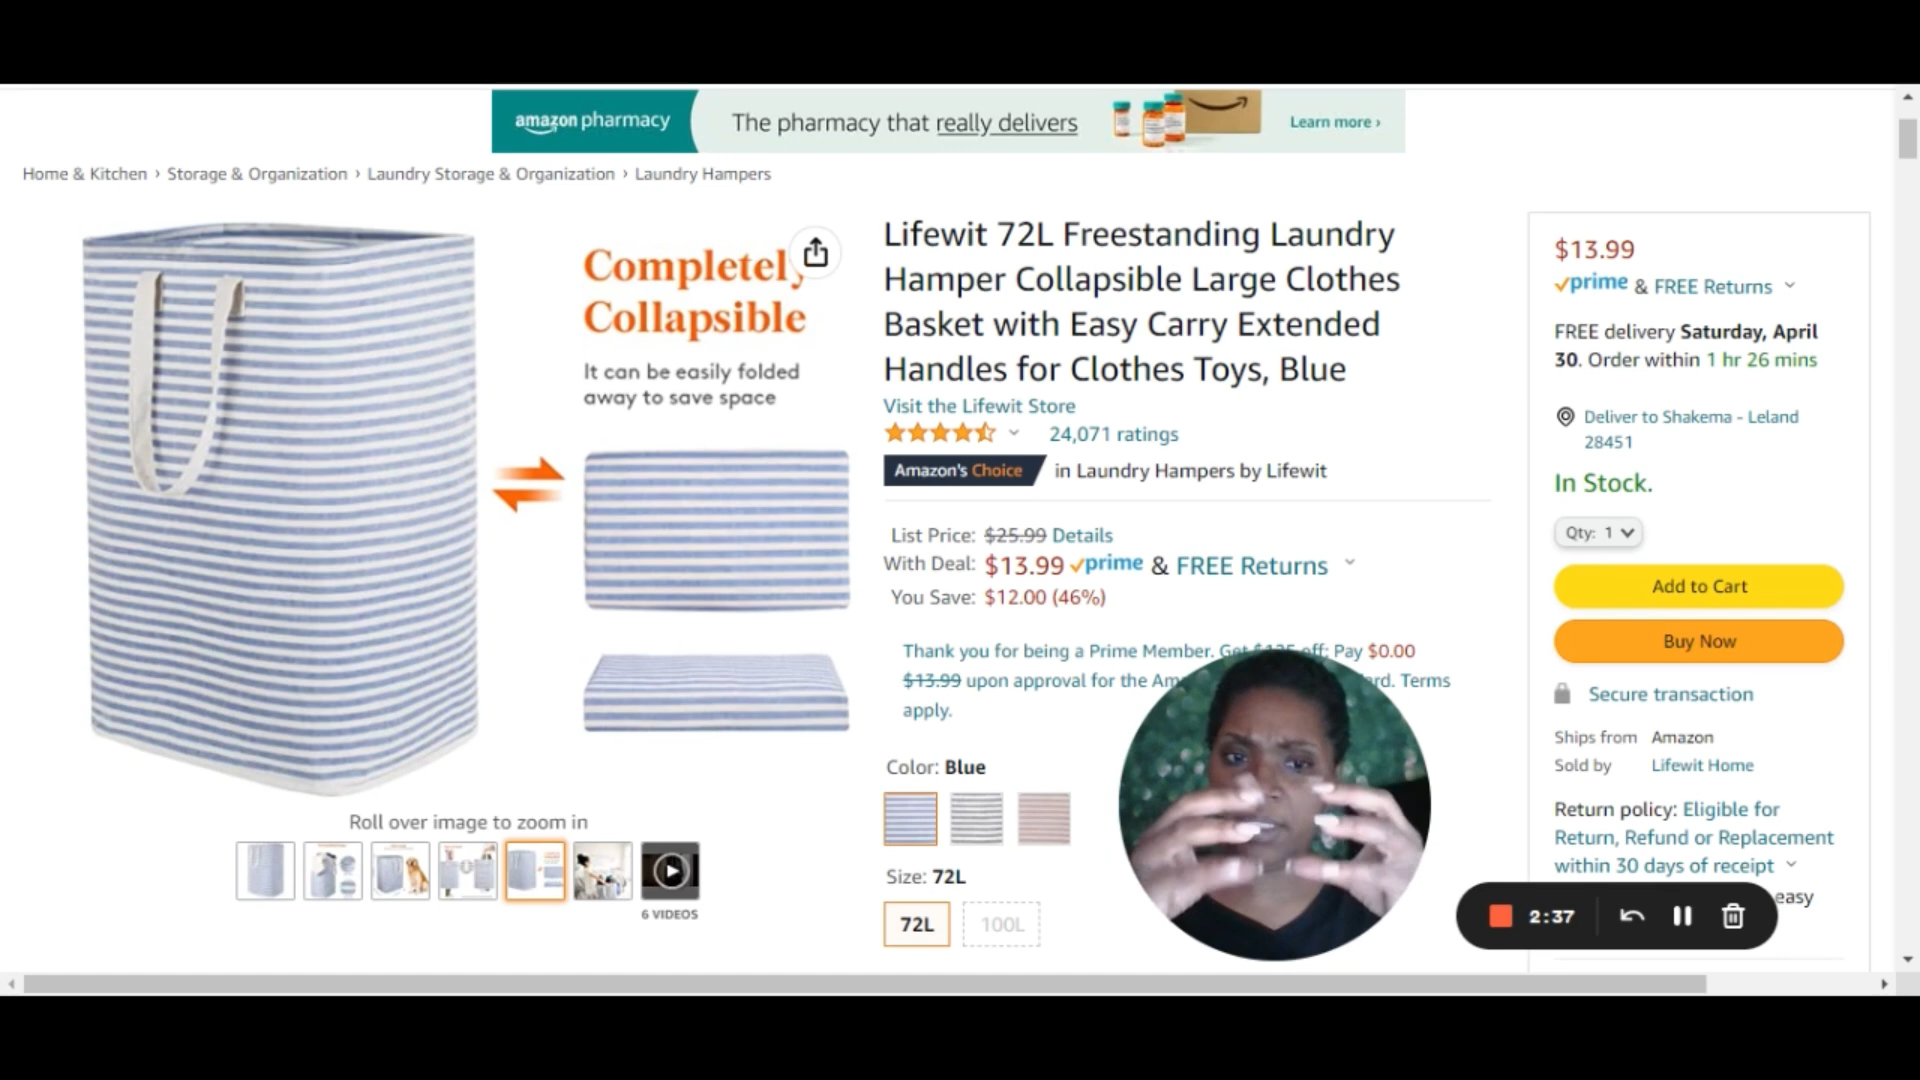 amazon pharmacy
The pharmacy that really delivers
Learn more ›
Home & Kitchen › Storage & Organization › Laundry Storage & Organization › Laundry Hampers
Completely
Collapsible
It can be easily folded
away to save space
Roll over image to zoom in
6 VIDEOS
Lifewit 72L Freestanding Laundry
Hamper Collapsible Large Clothes
Basket with Easy Carry Extended
Handles for Clothes Toys, Blue
Visit the Lifewit Store
24,071 ratings
Amazon's Choice in Laundry Hampers by Lifewit
List Price: $25.99 Details
With Deal: $13.99 prime & FREE Returns
You Save: $12.00 (46%)
Thank you for being a Prime Member. Get $125 off: Pay $0.00
$13.99 upon approval for the Terms
apply.
Color: Blue
Size: 72L
72L 100L
$13.99
prime & FREE Returns
FREE delivery Saturday, April
30. Order within 1 hr 26 mins
Deliver to Shakema - Leland
28451
In Stock.
Qty: 1
Add to Cart
Buy Now
Secure transaction
Ships from Amazon
Sold by Lifewit Home
Return policy: Eligible for
Return, Refund or Replacement
within 30 days of receipt
easy
2:37